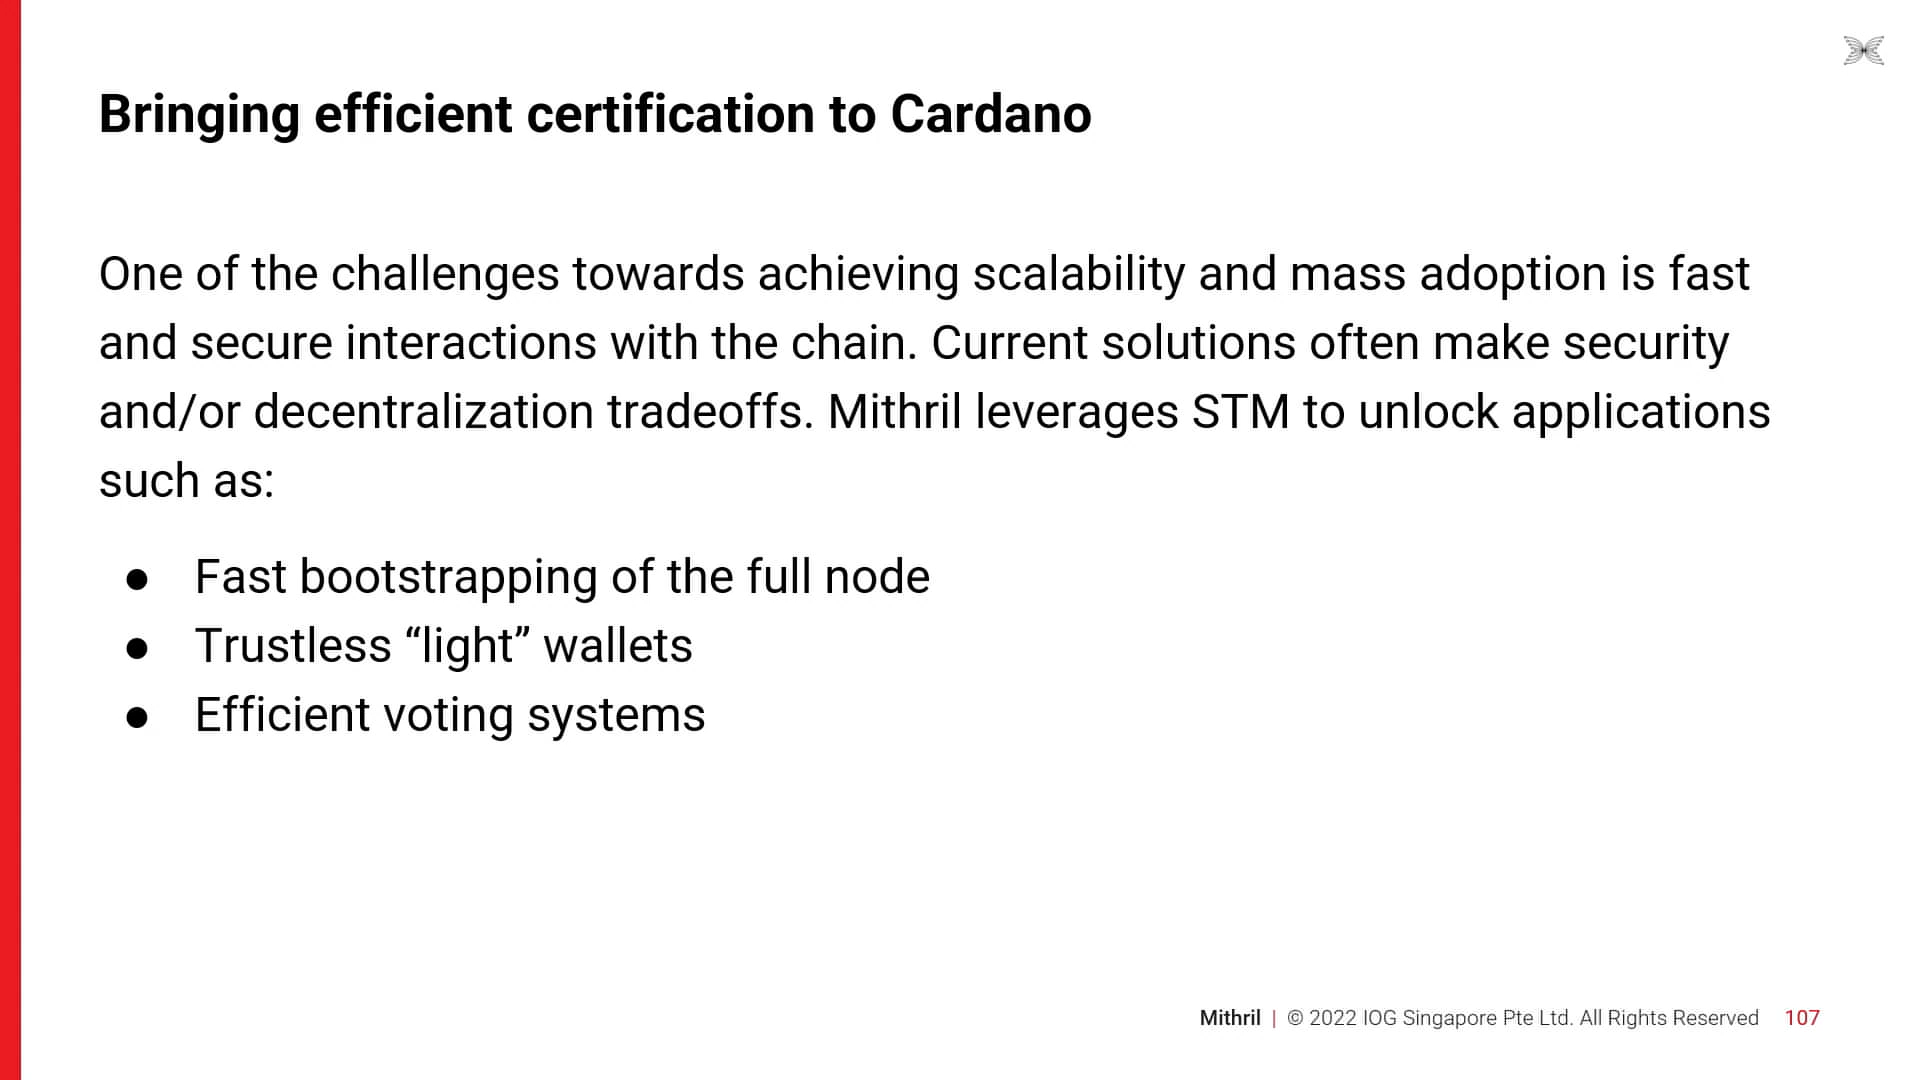 Bringing efficient certification to Cardano
One of the challenges towards achieving scalability and mass adoption is fast
and secure interactions with the chain. Current solutions often make security
and/or decentralization tradeoffs. Mithril leverages STM to unlock applications
such as:
● Fast bootstrapping of the full node
● Trustless “light” wallets
● Efficient voting systems
Mithril | © 2022 IOG Singapore Pte Ltd. All Rights Reserved 107